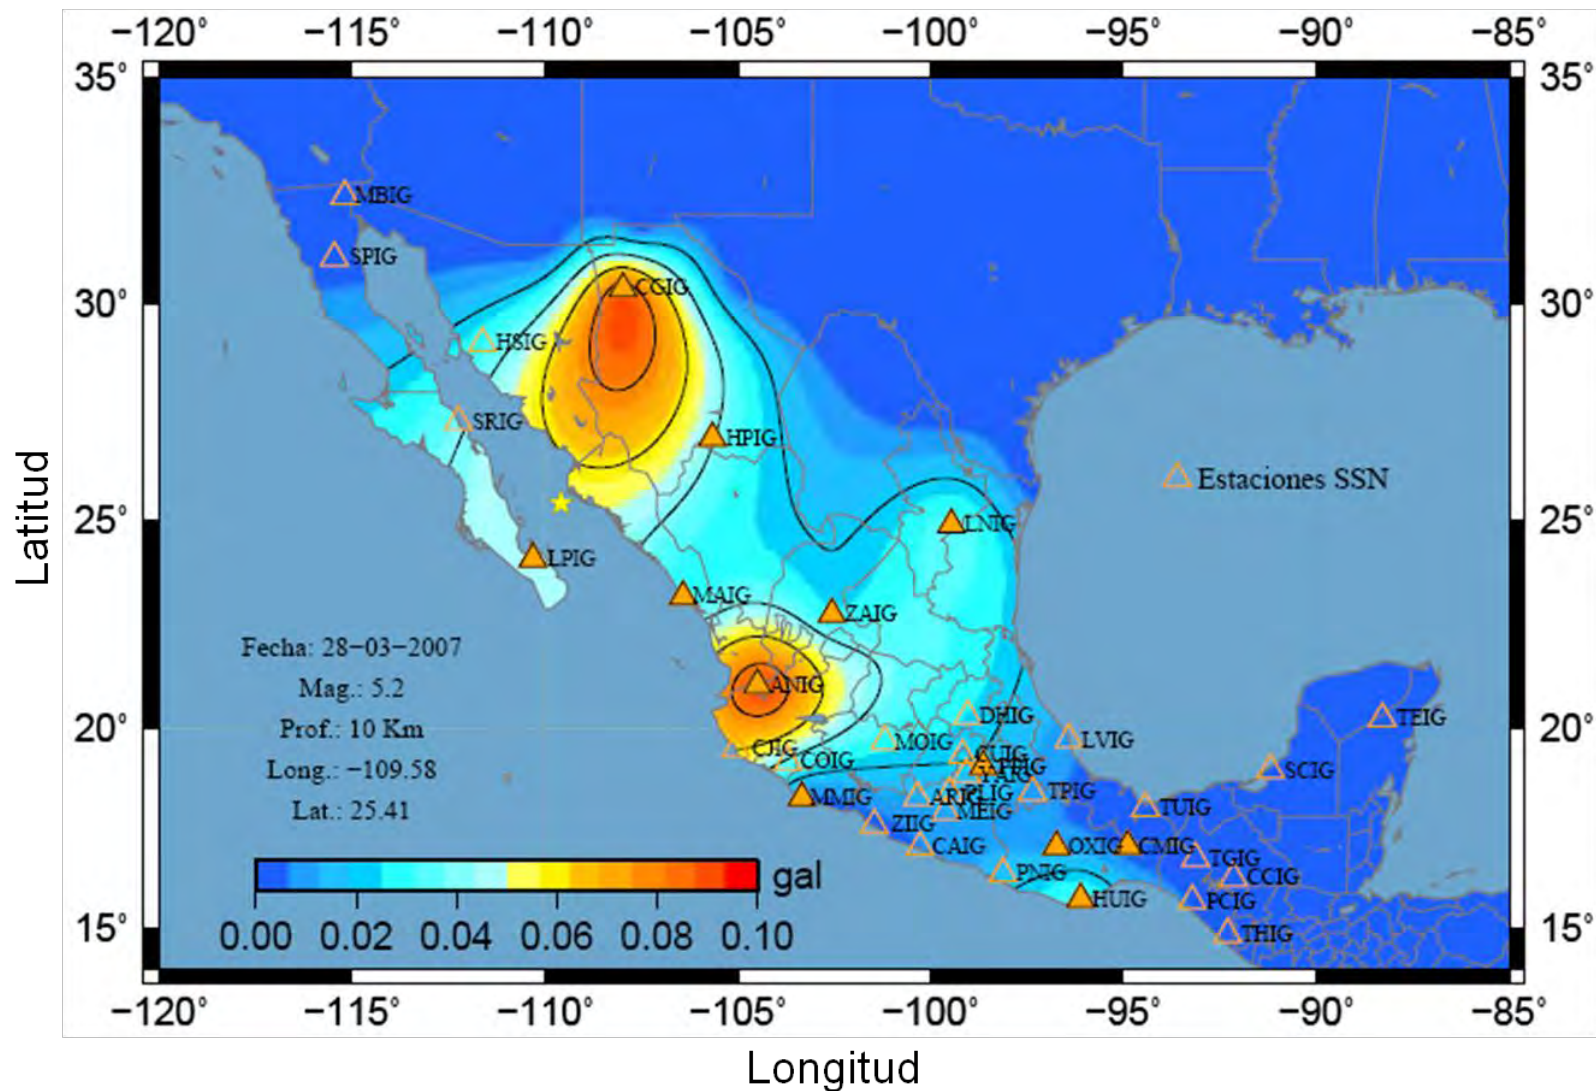 −120° −115° −110° −105° −100° −95° −90° −85°
35° 35°
MBIG
SPIG
30° CGIG 30°
HSIG
SRIG
HPIG
Estaciones SSN
25° LNIG 25°
LPIG
MAIG
ZAIG
Fecha: 28−03−2007
Mag.: 5.2
ANIG
Prof.: 10 Km
DHIG
TEIG
20° 20°
MOIG
LVIG
CJIG
CUIG
COIG
Long.: −109.58
SCIG
PLIG
TPIG
MMIG
ARIG
Lat.: 25.41
MEIG
TUIG
ZIIG
CAIG
OXIG
CMIG
TGIG
PNIG
CCIG
HUIG
PCIG
15° THIG 15°
gal
0.00 0.02 0.04 0.06 0.08 0.10
−120° −115° −110° −105° −100° −95° −90° −85°
Latitud
Longitud